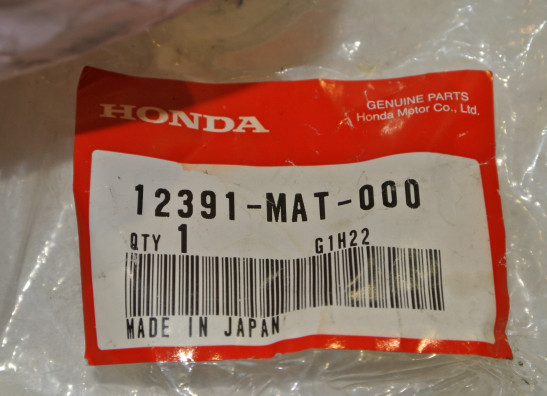 HONDA
GENUINE PARTS
Honda Motor Co., Ltd.
12391-MAT-000
QTY 1 G1H22
MADE IN JAPAN